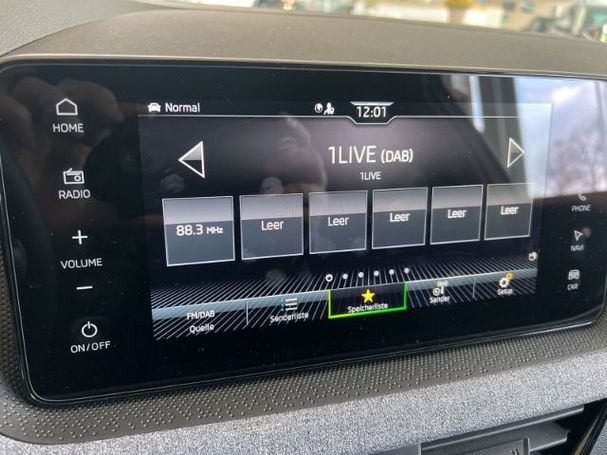 HOME
RADIO
+
VOLUME
−
ON/OFF
Normal
12:01
1LIVE (DAB)
1LIVE
88.3 MHz
Leer
Leer
Leer
Leer
Leer
FM/DAB
Quelle
Senderliste
Speicherliste
Sender
Setup
PHONE
NAVI
CAR